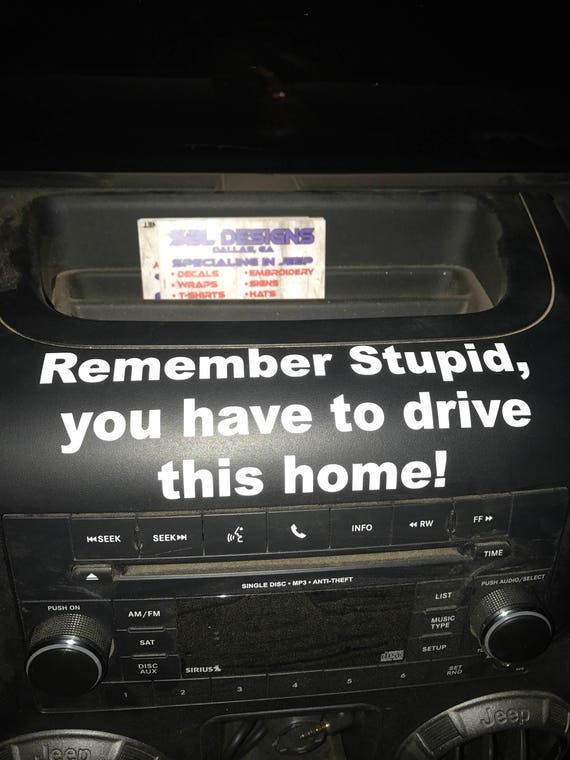 S&L DESIGNS
DALLAS, GA
SPECIALING IN JEEP
• DECALS • EMBROIDERY
• WRAPS • SIGNS
• T-SHIRTS • HATS
Remember Stupid,
you have to drive
this home!
SEEK SEEK INFO RW FF
TIME
SINGLE DISC • MP3 • ANTI-THEFT
PUSH ON PUSH AUDIO/SELECT
AM/FM LIST
SAT MUSIC
TYPE
DISC
AUX SIRIUS SETUP
SET
RND
1 2 3 4 5 6
Jeep Jeep